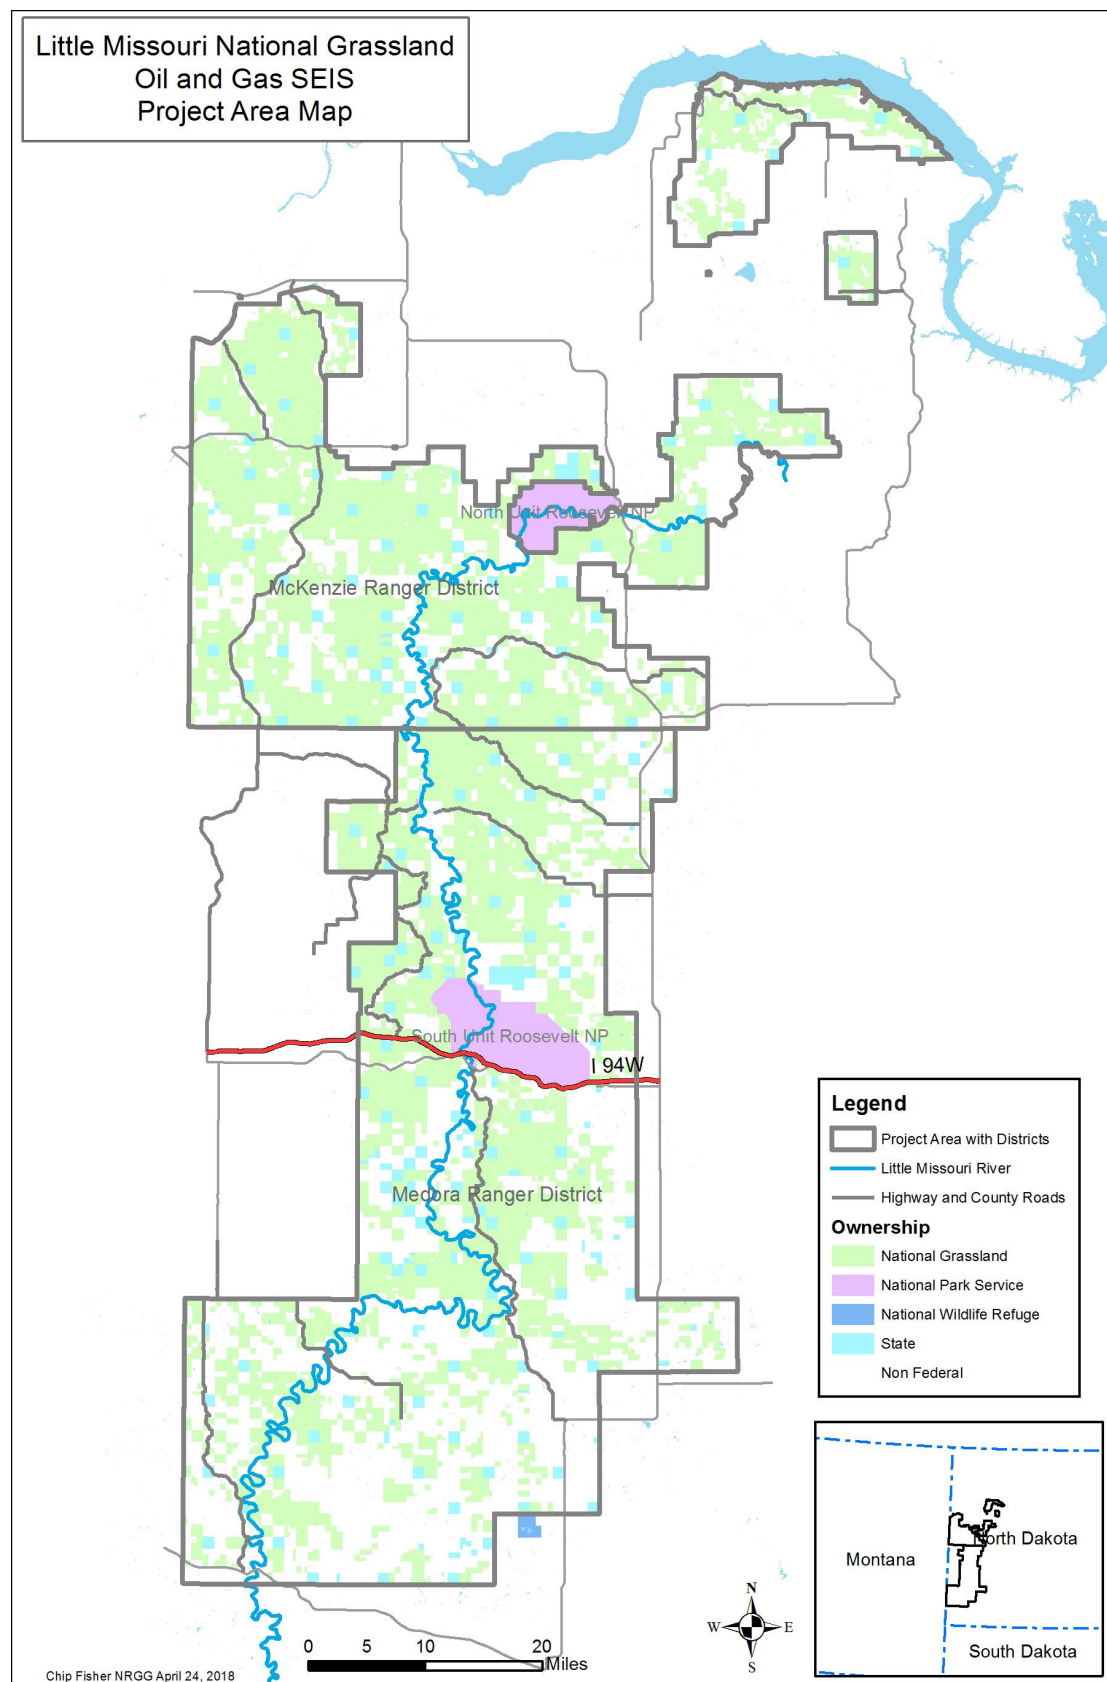 Little Missouri National Grassland
Oil and Gas SEIS
Project Area Map
North Unit Roosevelt NP
McKenzie Ranger District
South Unit Roosevelt NP
I 94W
Medora Ranger District
Legend
Project Area with Districts
Little Missouri River
Highway and County Roads
Ownership
National Grassland
National Park Service
National Wildlife Refuge
State
Non Federal
Montana
North Dakota
South Dakota
N
W
E
S
0 5 10 20
Miles
Chip Fisher NRGG April 24, 2018